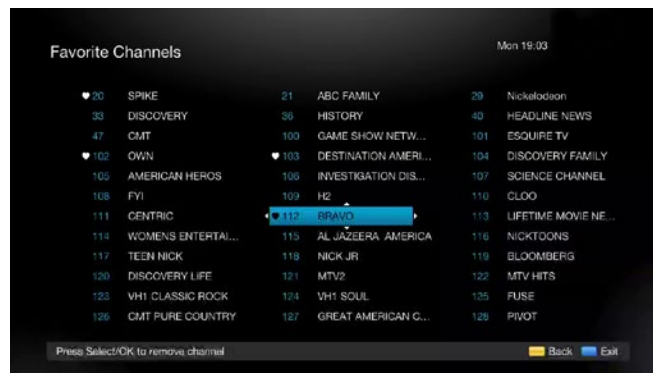 Favorite Channels
Mon 19:03
20 SPIKE 21 ABC FAMILY 29 Nickelodeon
33 DISCOVERY 36 HISTORY 40 HEADLINE NEWS
47 CMT 100 GAME SHOW NETW... 101 ESQUIRE TV
102 OWN 103 DESTINATION AMERI... 104 DISCOVERY FAMILY
105 AMERICAN HEROS 106 INVESTIGATION DIS... 107 SCIENCE CHANNEL
108 FYI 109 H2 110 CLOO
111 CENTRIC 112 BRAVO 113 LIFETIME MOVIE NE...
114 WOMENS ENTERTAI... 115 AL JAZEERA AMERICA 116 NICKTOONS
117 TEEN NICK 118 NICK JR 119 BLOOMBERG
120 DISCOVERY LIFE 121 MTV2 122 MTV HITS
123 VH1 CLASSIC ROCK 124 VH1 SOUL 125 FUSE
126 CMT PURE COUNTRY 127 GREAT AMERICAN C... 128 PIVOT
Press Select/OK to remove channel
Back Exit